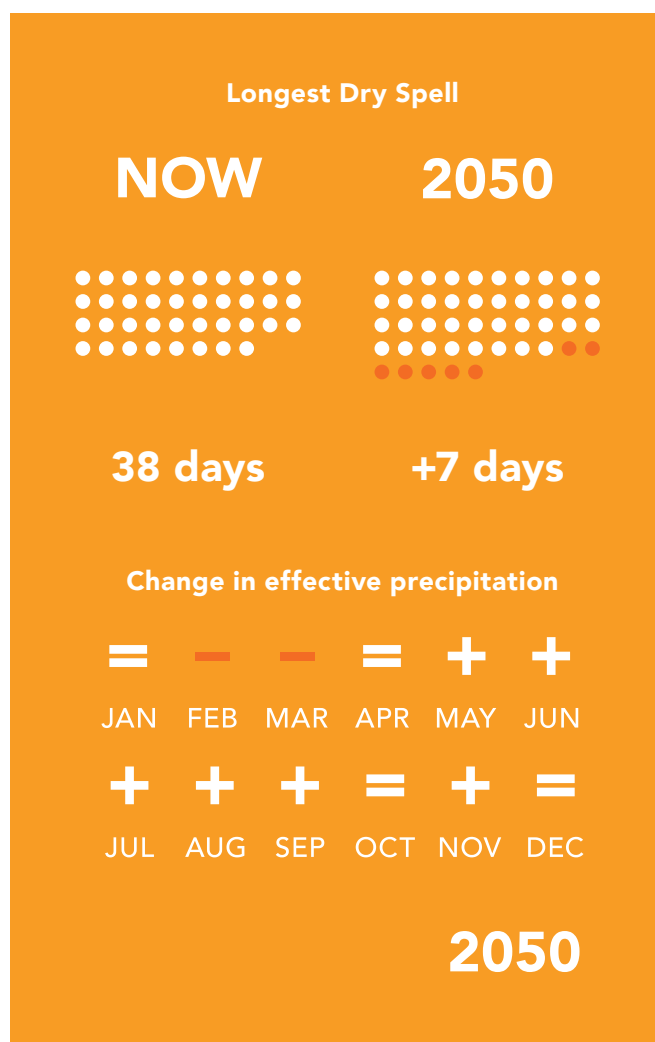 Longest Dry Spell
NOW 2050
38 days +7 days
Change in effective precipitation
= – – = + +
JAN FEB MAR APR MAY JUN
+ + + = + =
JUL AUG SEP OCT NOV DEC
2050